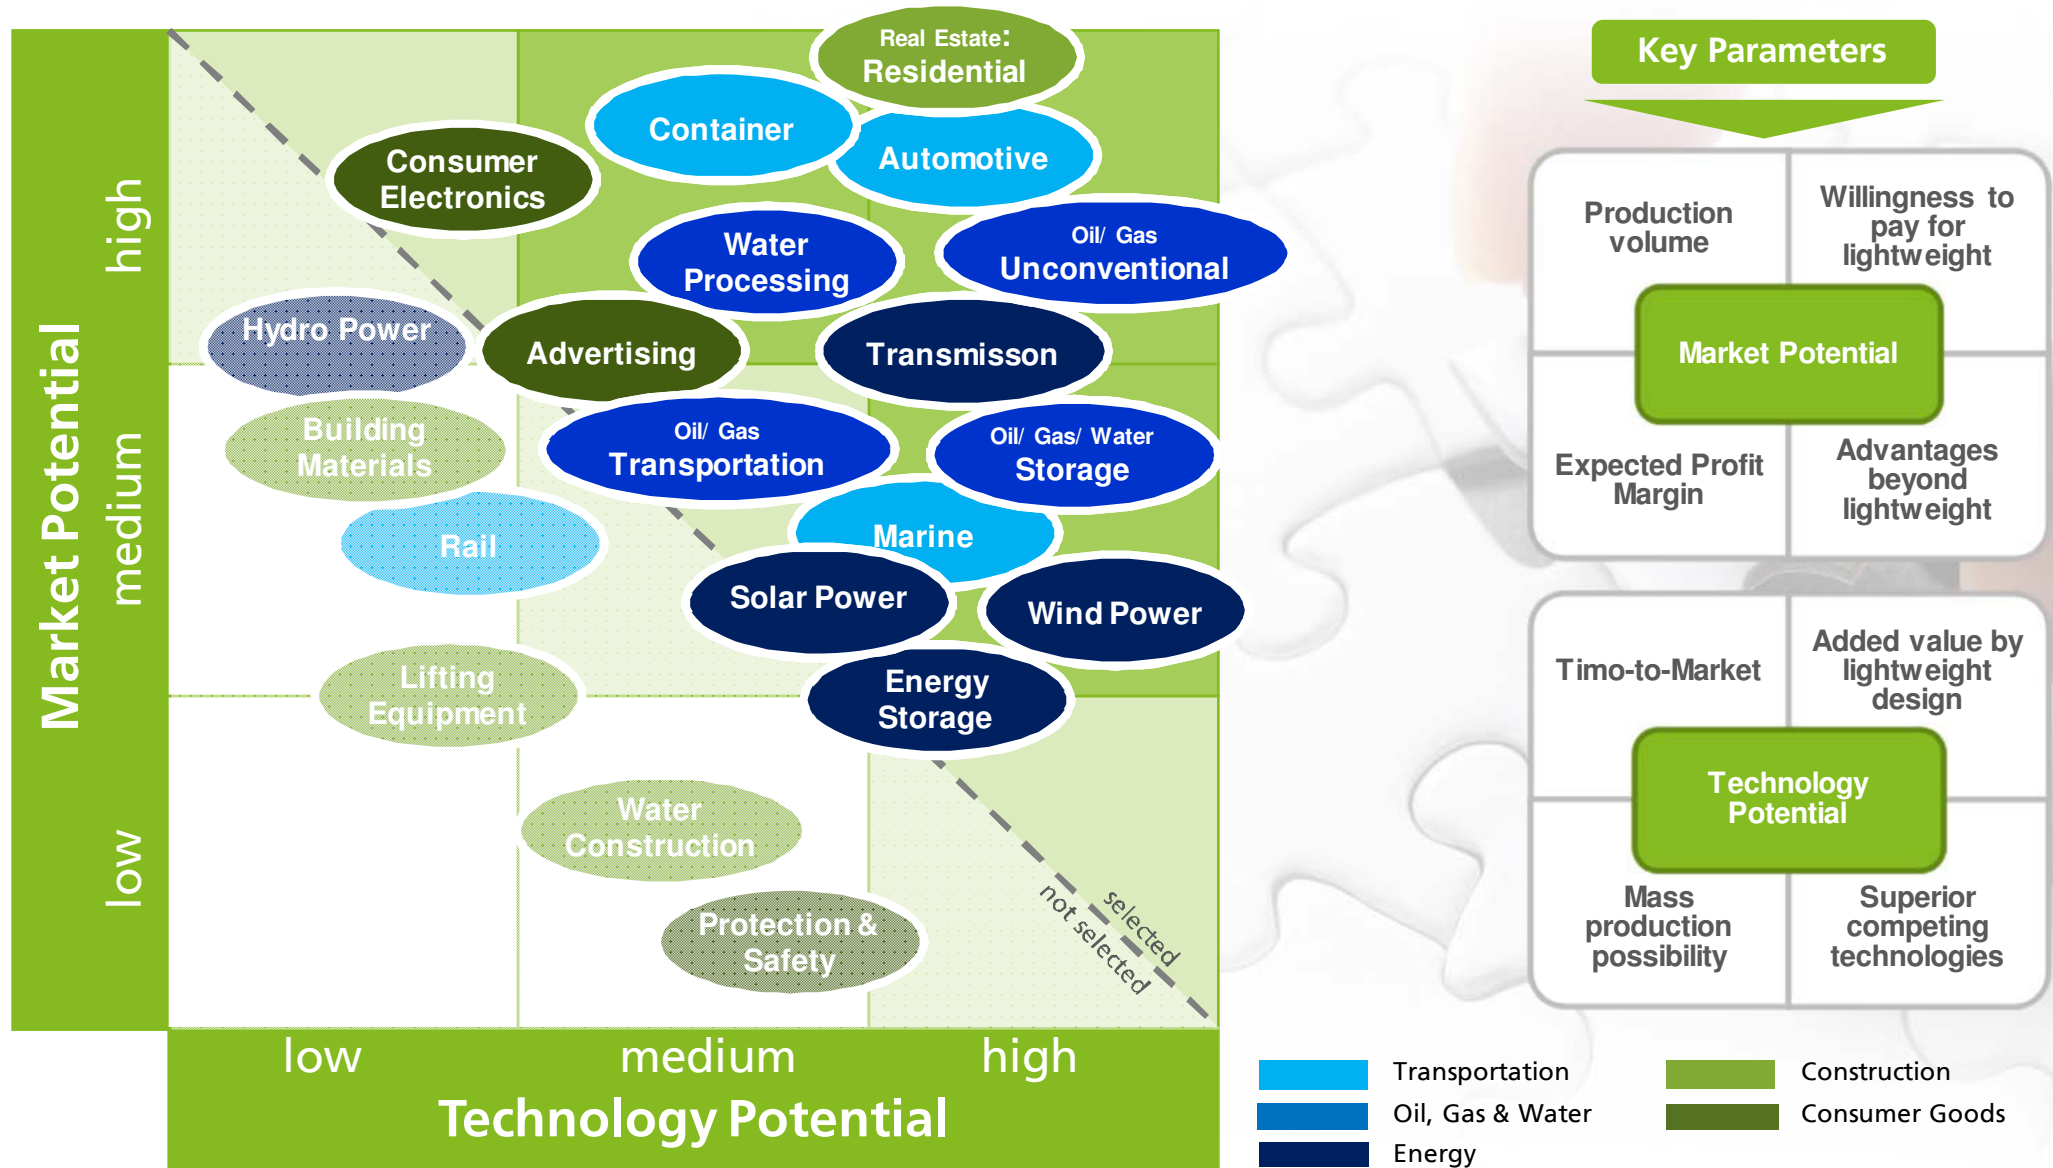 Market Potential
high
medium
low
Real Estate:
Residential
Container
Automotive
Consumer
Electronics
Water
Processing
Oil/ Gas
Unconventional
Hydro Power
Advertising
Transmisson
Building
Materials
Oil/ Gas
Transportation
Oil/ Gas/ Water
Storage
Rail
Marine
Solar Power
Wind Power
Lifting
Equipment
Energy
Storage
Water
Construction
Protection &
Safety
selected
not selected
low
medium
high
Technology Potential
Key Parameters
Production
volume
Willingness to
pay for
lightweight
Market Potential
Expected Profit
Margin
Advantages
beyond
lightweight
Timo-to-Market
Added value by
lightweight
design
Technology
Potential
Mass
production
possibility
Superior
competing
technologies
Transportation
Oil, Gas & Water
Energy
Construction
Consumer Goods